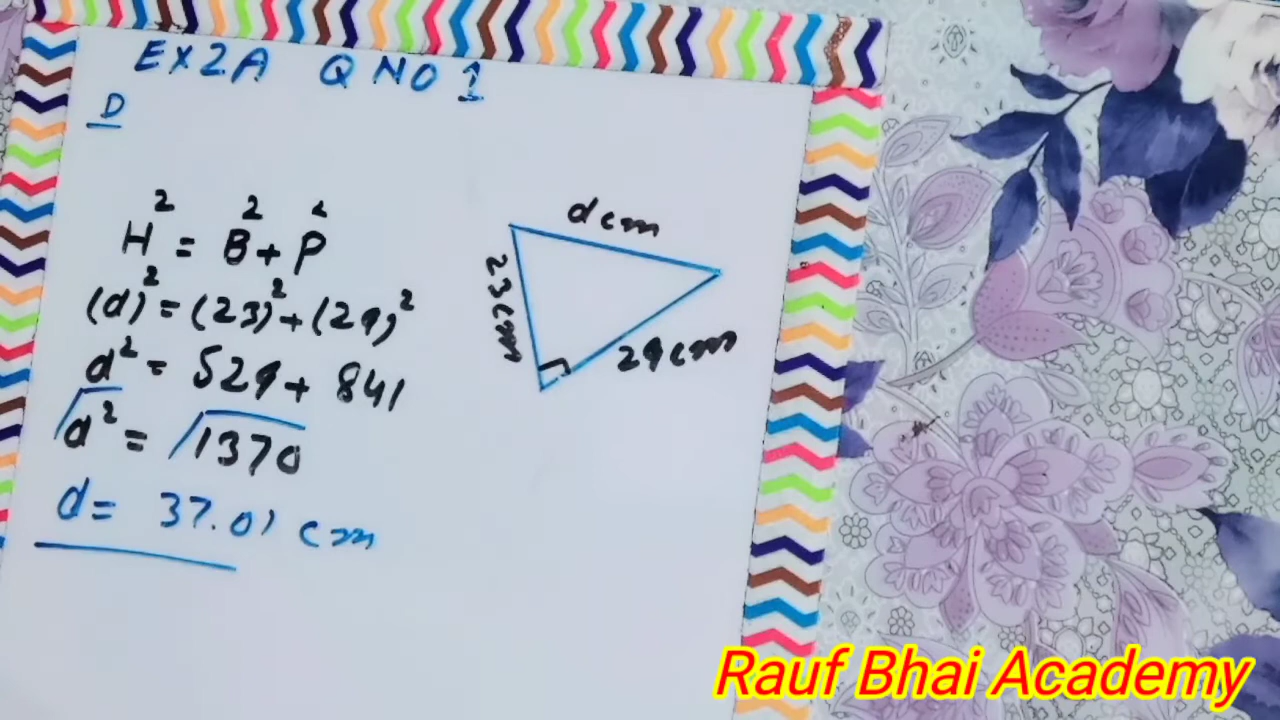 EX2A Q NO 1
D
H² = B² + P²
(d)² = (23)² + (29)²
d² = 529 + 841
√d² = √1370
d = 37.01 cm
d cm
23 cm
29 cm
Rauf Bhai Academy